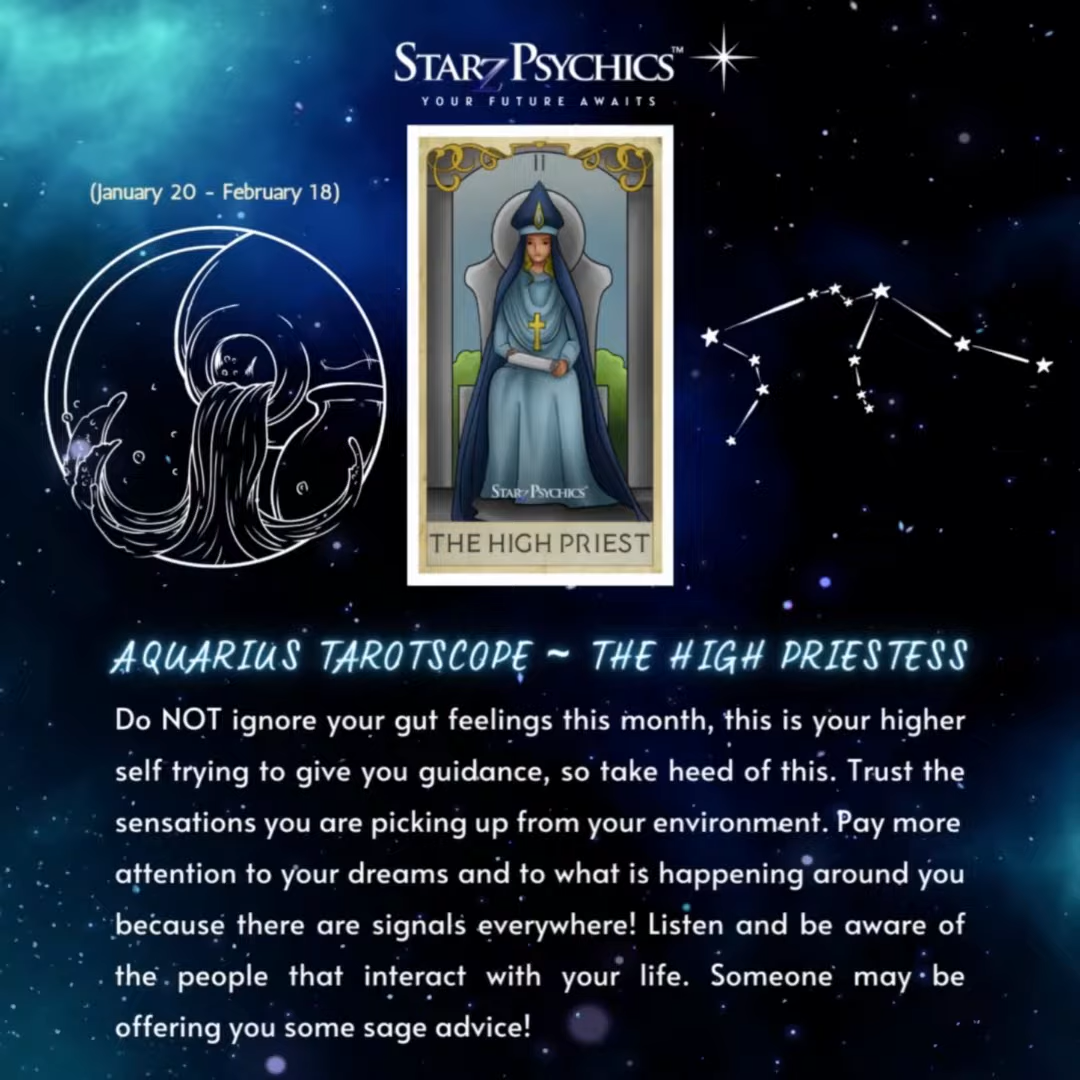 STARZ PSYCHICS™
YOUR FUTURE AWAITS
(January 20 - February 18)
II
STARZ PSYCHICS
THE HIGH PRIEST
AQUARIUS TAROTSCOPE ~ THE HIGH PRIESTESS
Do NOT ignore your gut feelings this month, this is your higher
self trying to give you guidance, so take heed of this. Trust the
sensations you are picking up from your environment. Pay more
attention to your dreams and to what is happening around you
because there are signals everywhere! Listen and be aware of
the people that interact with your life. Someone may be
offering you some sage advice!